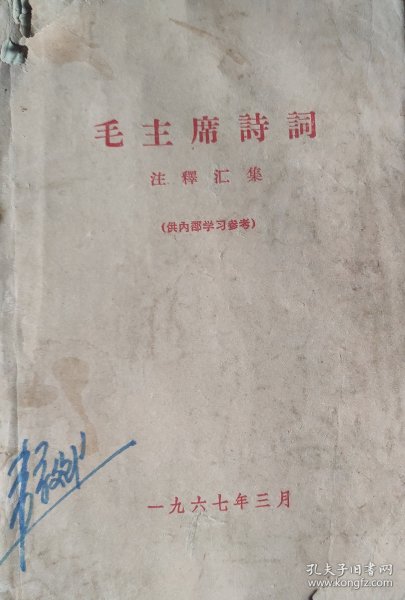 毛主席詩詞
注釋汇集
(供內部学习参考)
一九六七年三月
孔夫子旧书网
www.kongfz.com